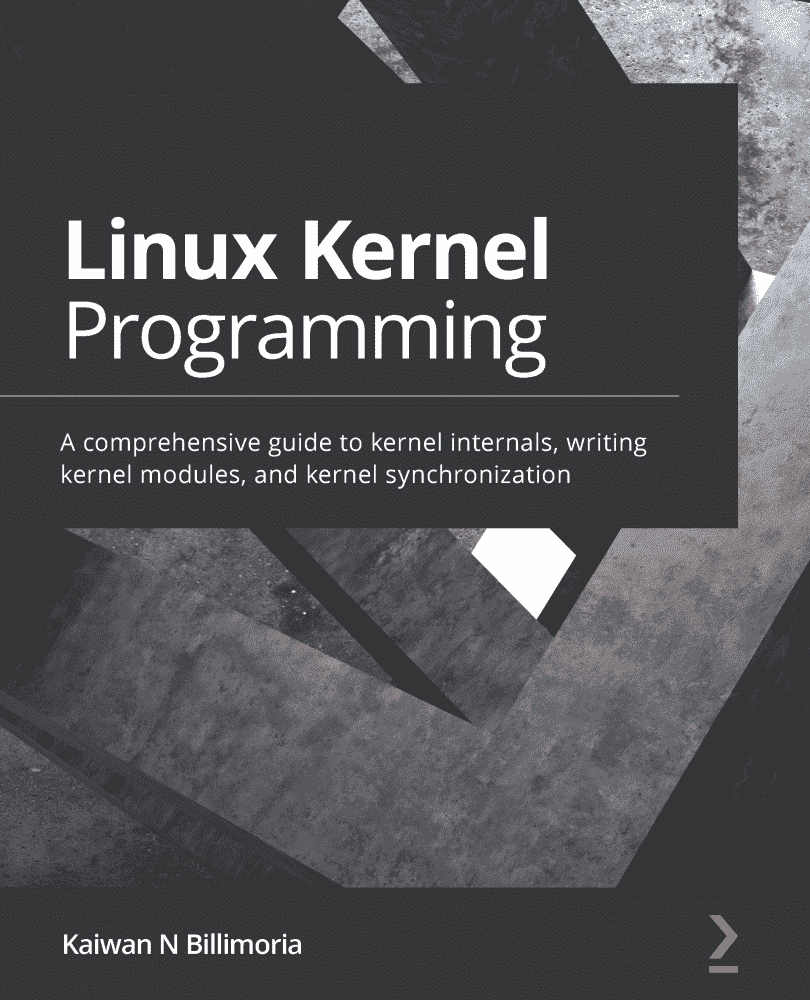 Linux Kernel
Programming
A comprehensive guide to kernel internals, writing
kernel modules, and kernel synchronization
Kaiwan N Billimoria